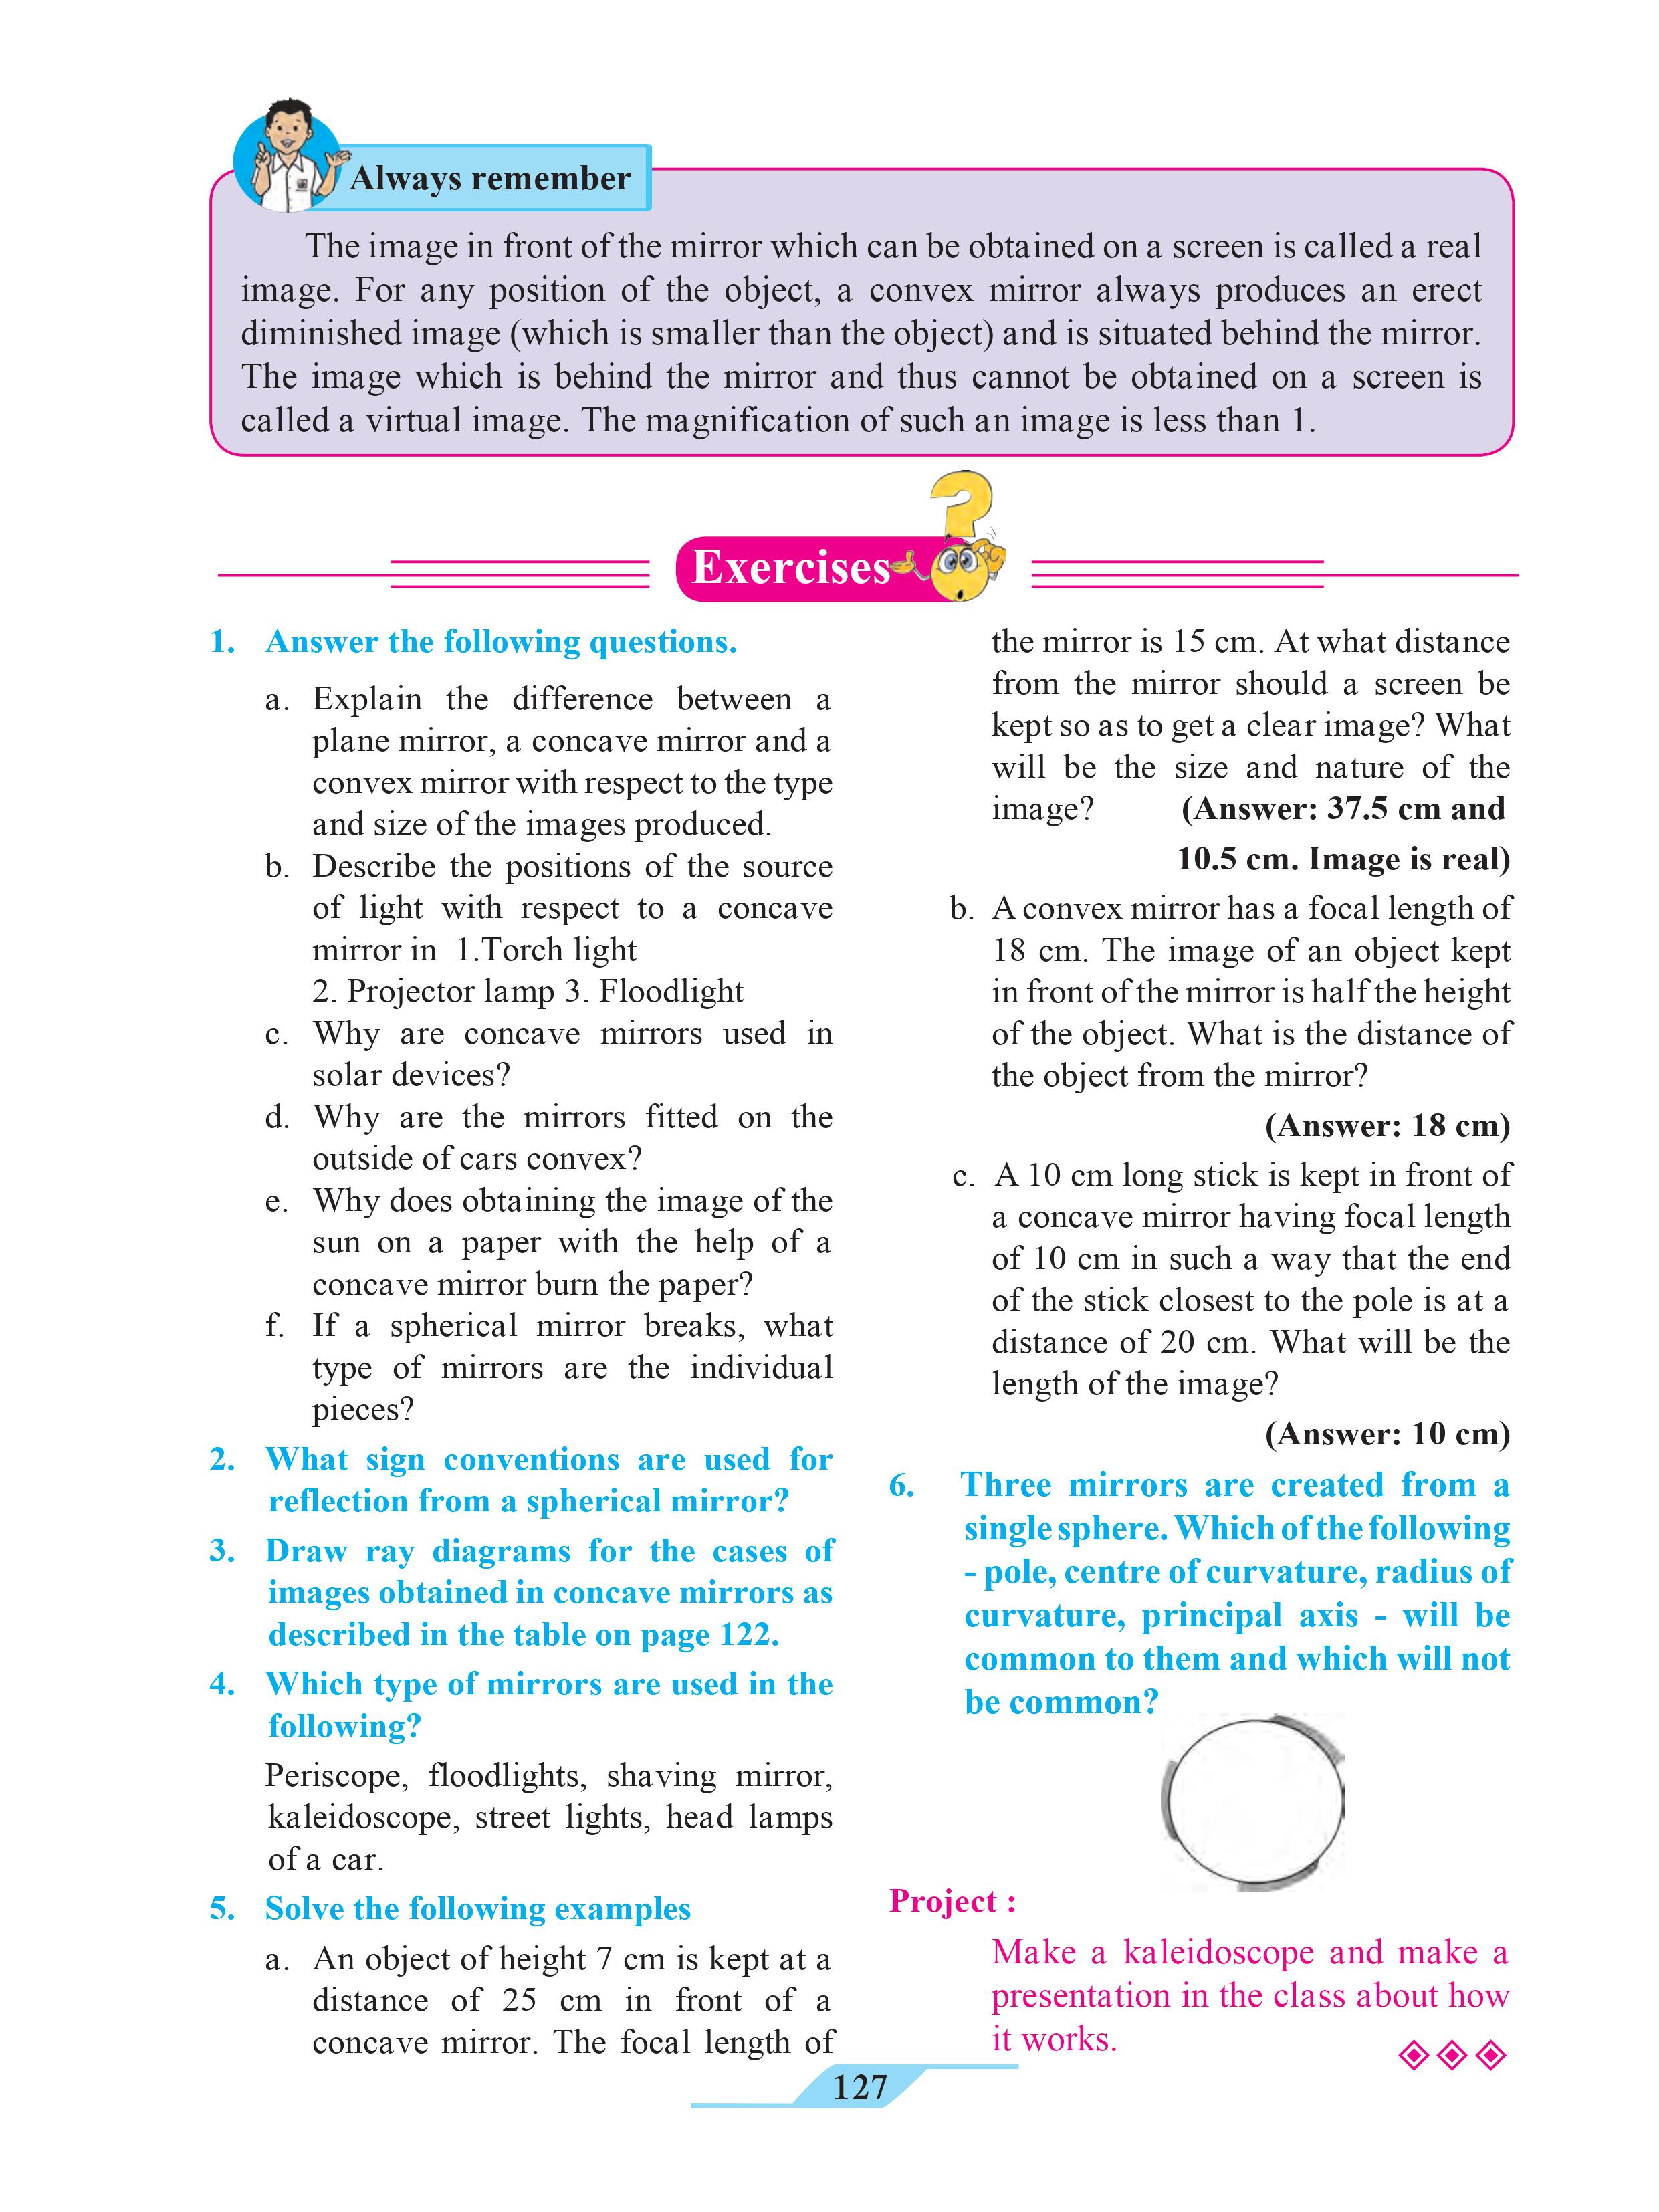 Always remember
The image in front of the mirror which can be obtained on a screen is called a real
image. For any position of the object, a convex mirror always produces an erect
diminished image (which is smaller than the object) and is situated behind the mirror.
The image which is behind the mirror and thus cannot be obtained on a screen is
called a virtual image. The magnification of such an image is less than 1.
Exercises
1. Answer the following questions.
a. Explain the difference between a
plane mirror, a concave mirror and a
convex mirror with respect to the type
and size of the images produced.
b. Describe the positions of the source
of light with respect to a concave
mirror in 1.Torch light
2. Projector lamp 3. Floodlight
c. Why are concave mirrors used in
solar devices?
d. Why are the mirrors fitted on the
outside of cars convex?
e. Why does obtaining the image of the
sun on a paper with the help of a
concave mirror burn the paper?
f. If a spherical mirror breaks, what
type of mirrors are the individual
pieces?
2. What sign conventions are used for
reflection from a spherical mirror?
3. Draw ray diagrams for the cases of
images obtained in concave mirrors as
described in the table on page 122.
4. Which type of mirrors are used in the
following?
Periscope, floodlights, shaving mirror,
kaleidoscope, street lights, head lamps
of a car.
5. Solve the following examples
a. An object of height 7 cm is kept at a
distance of 25 cm in front of a
concave mirror. The focal length of
the mirror is 15 cm. At what distance
from the mirror should a screen be
kept so as to get a clear image? What
will be the size and nature of the
image? (Answer: 37.5 cm and
10.5 cm. Image is real)
b. A convex mirror has a focal length of
18 cm. The image of an object kept
in front of the mirror is half the height
of the object. What is the distance of
the object from the mirror?
(Answer: 18 cm)
c. A 10 cm long stick is kept in front of
a concave mirror having focal length
of 10 cm in such a way that the end
of the stick closest to the pole is at a
distance of 20 cm. What will be the
length of the image?
(Answer: 10 cm)
6. Three mirrors are created from a
single sphere. Which of the following
- pole, centre of curvature, radius of
curvature, principal axis - will be
common to them and which will not
be common?
Project :
Make a kaleidoscope and make a
presentation in the class about how
it works.
127